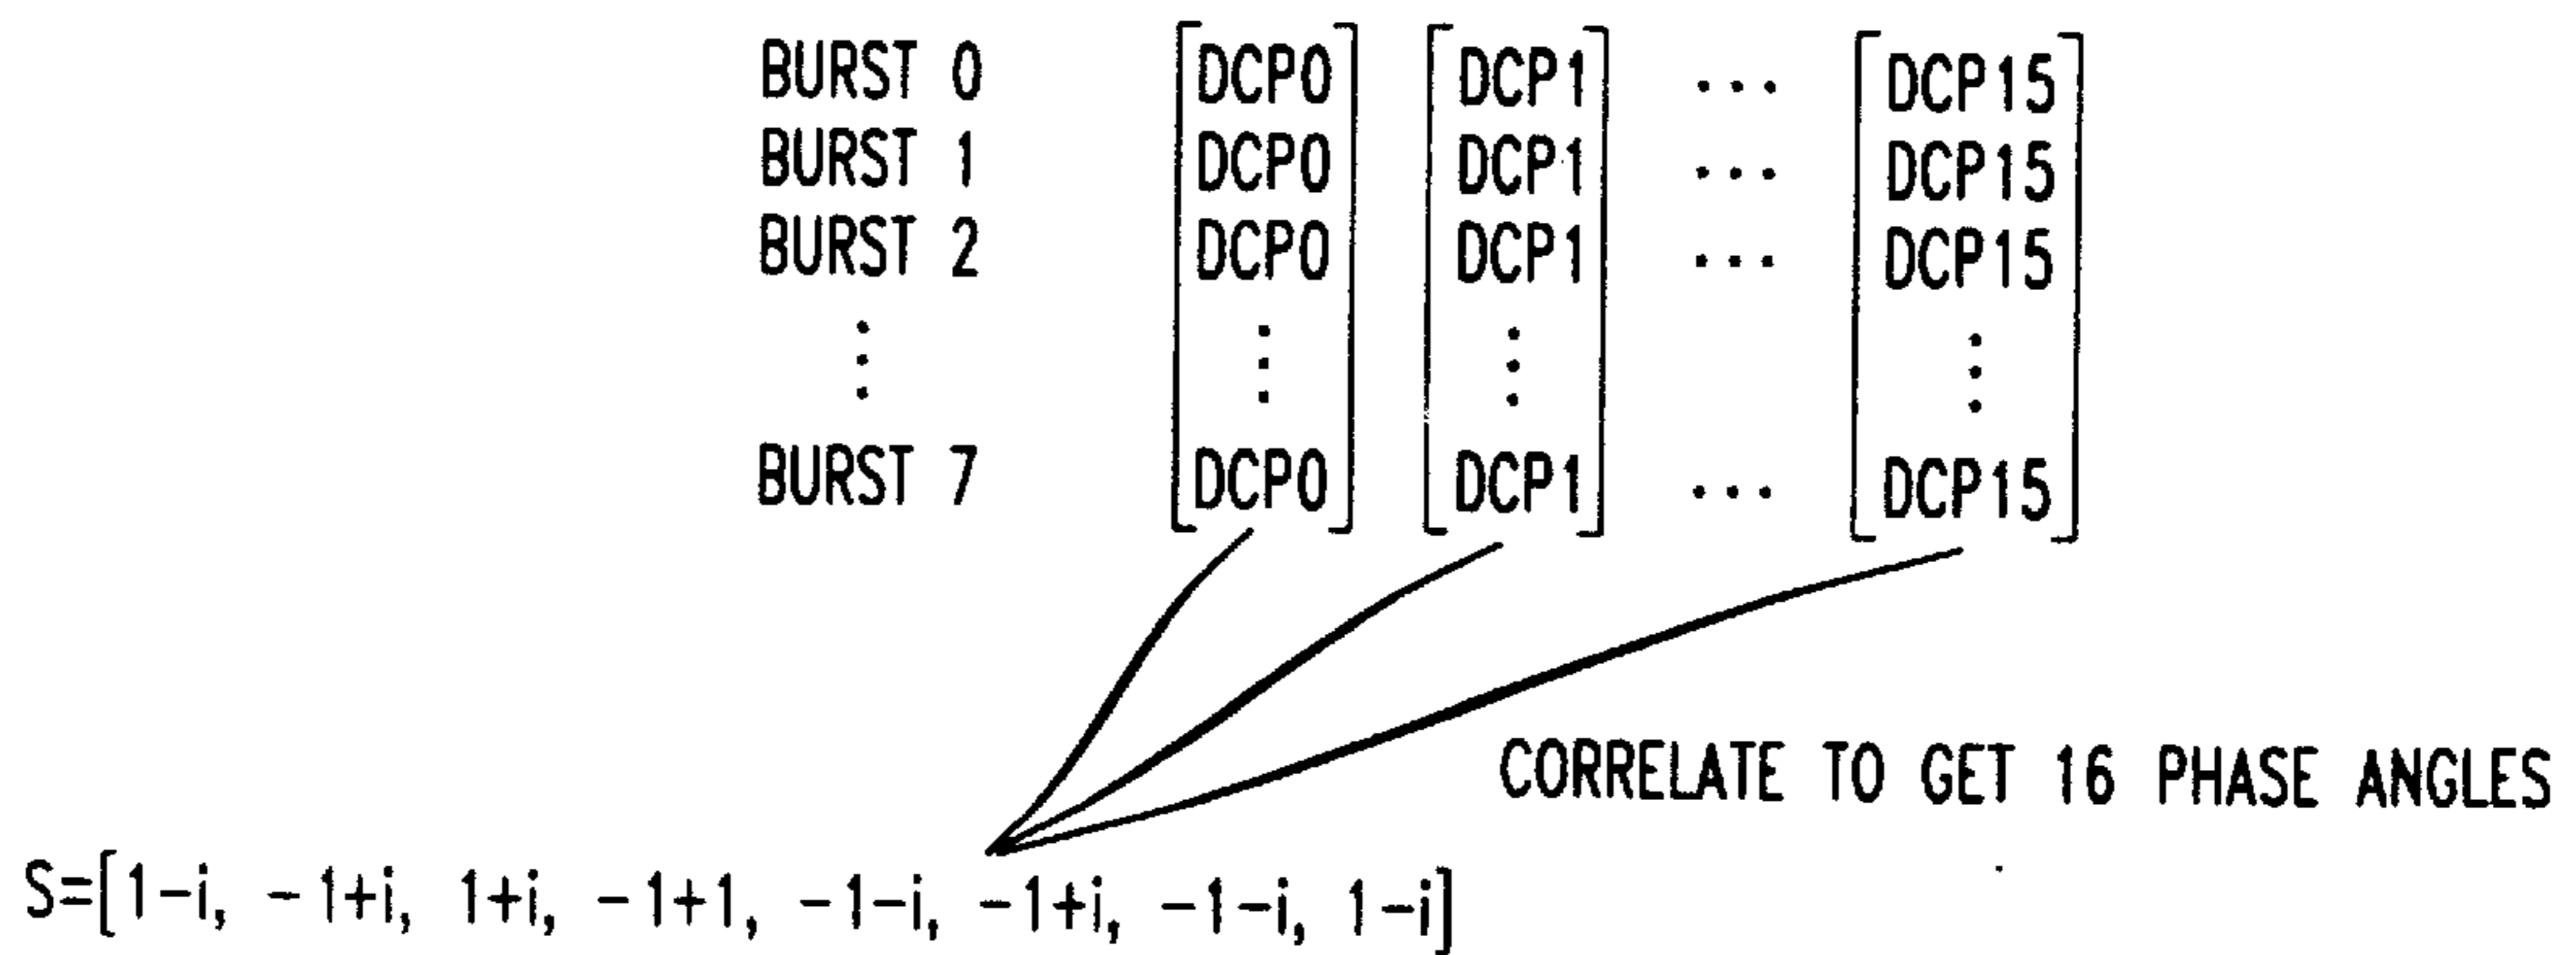 BURST 0 [DCP0] [DCP1] ... [DCP15]
BURST 1 [DCP0] [DCP1] ... [DCP15]
BURST 2 [DCP0] [DCP1] ... [DCP15]
⋮ ⋮ ⋮ ⋮
BURST 7 [DCP0] [DCP1] ... [DCP15]
CORRELATE TO GET 16 PHASE ANGLES
S=[1-i, -1+i, 1+i, -1+1, -1-i, -1+i, -1-i, 1-i]